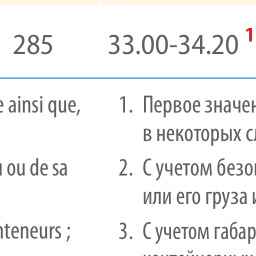 285 33.00-34.20 1
e ainsi que,
u ou de sa
nteneurs ;
1. Первое значен
в некоторых сл
2. С учетом безо
или его груза и
3. С учетом габар